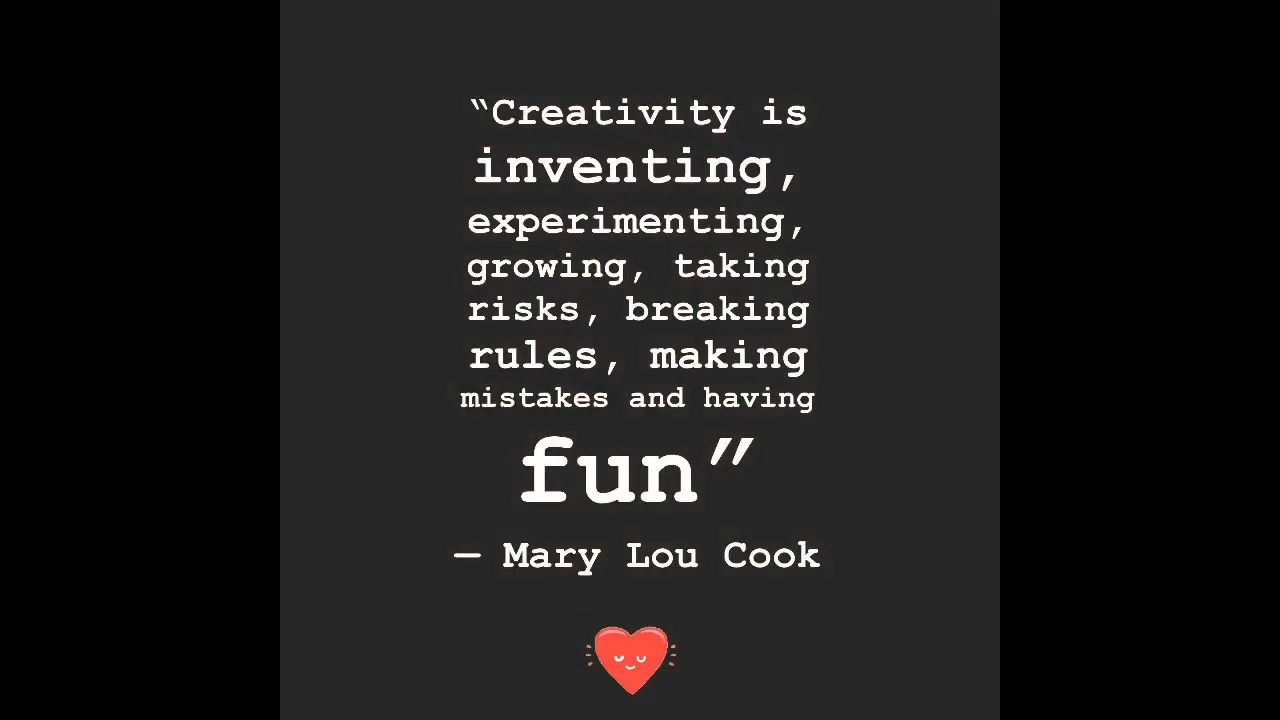 “Creativity is
inventing,
experimenting,
growing, taking
risks, breaking
rules, making
mistakes and having
fun”
— Mary Lou Cook